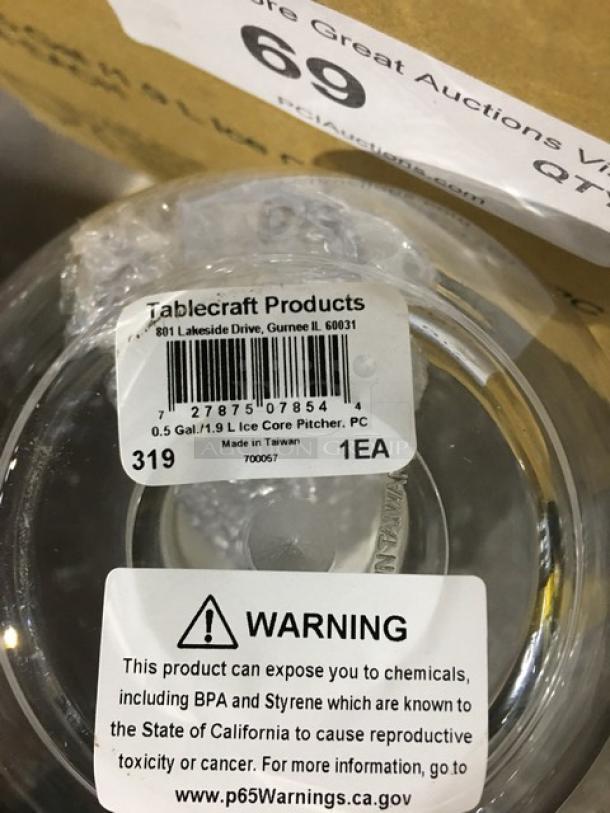 Great Auctions
69
PCIAuctions.com
QTY
Tablecraft Products
801 Lakeside Drive, Gurnee IL 60031
7 27875 07854 4
0.5 Gal./1.9 L Ice Core Pitcher. PC
Made in Taiwan
319 700057 1EA
N TAIWAN
WARNING
This product can expose you to chemicals,
including BPA and Styrene which are known to
the State of California to cause reproductive
toxicity or cancer. For more information, go to
www.p65Warnings.ca.gov